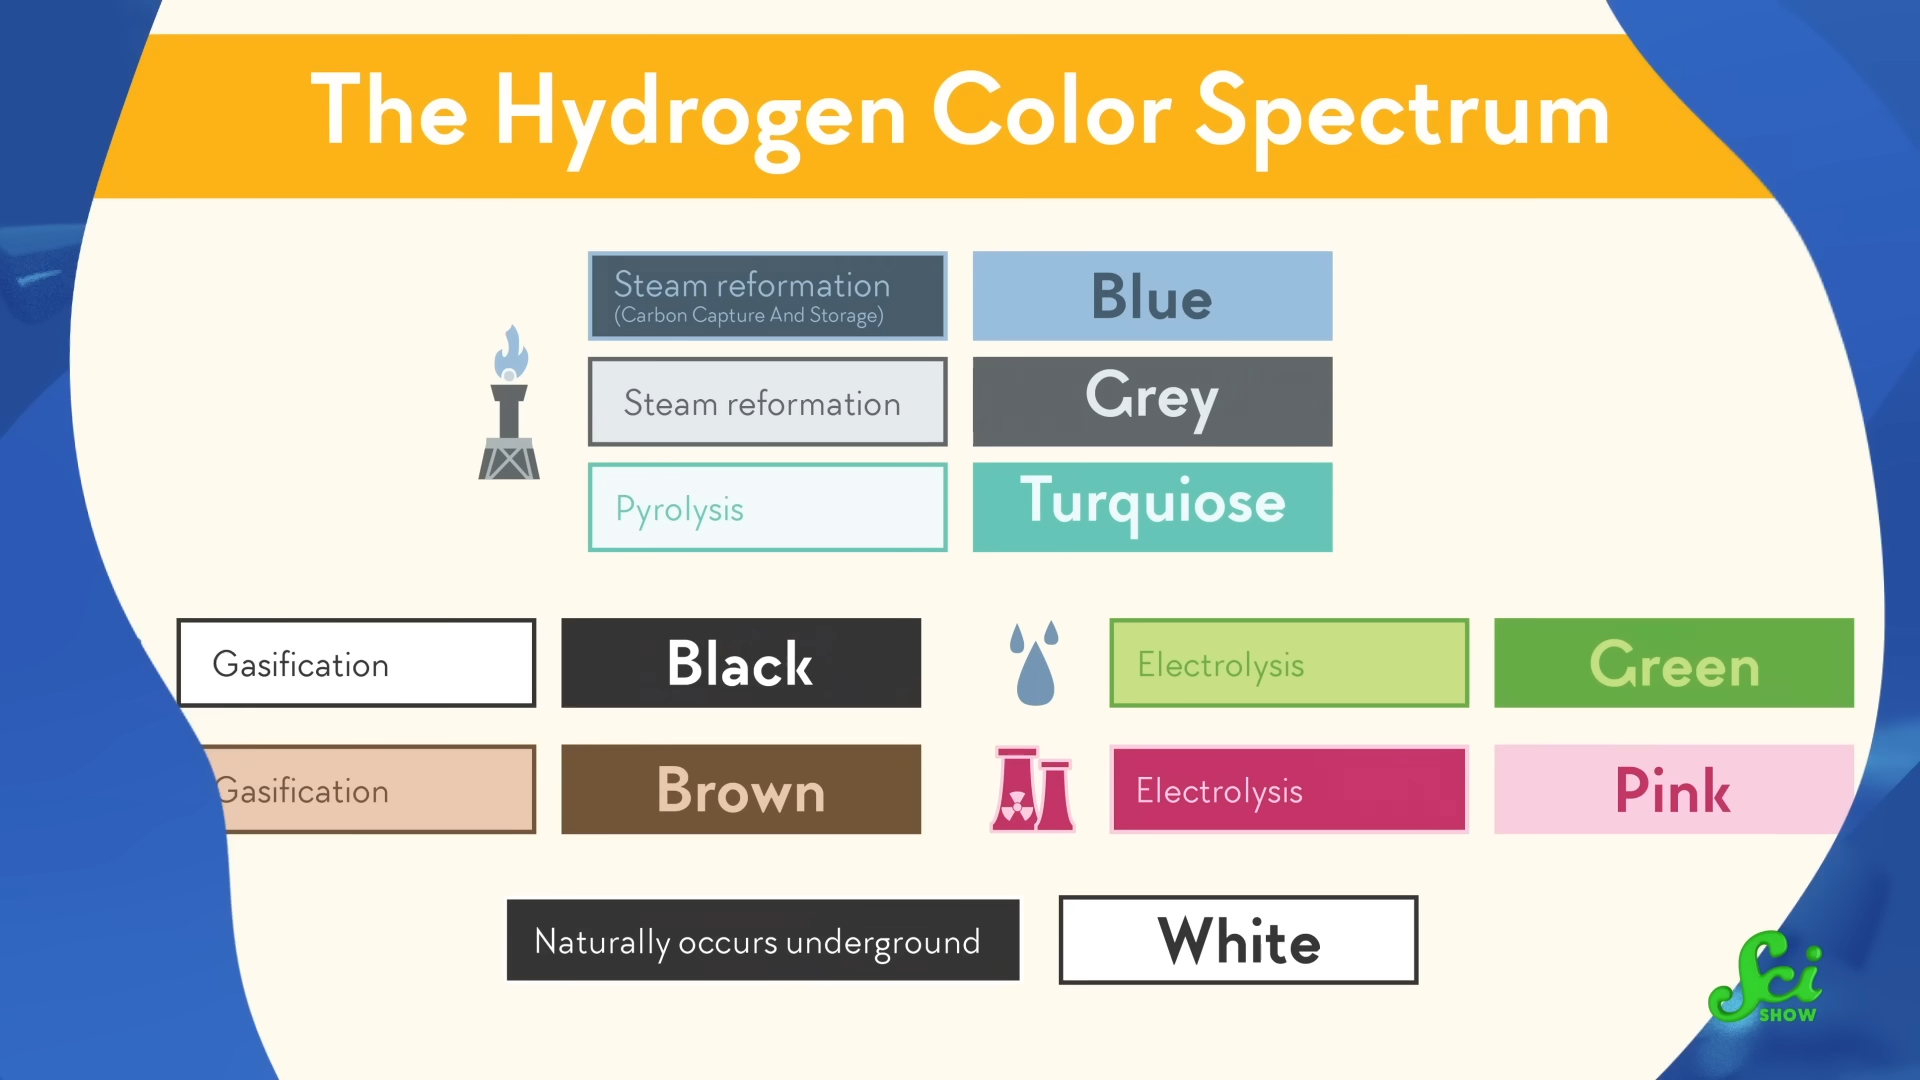 The Hydrogen Color Spectrum
Steam reformation
(Carbon Capture And Storage)
Blue
Steam reformation
Grey
Pyrolysis
Turquiose
Gasification
Black
Electrolysis
Green
Gasification
Brown
Electrolysis
Pink
Naturally occurs underground
White
Sci
SHOW